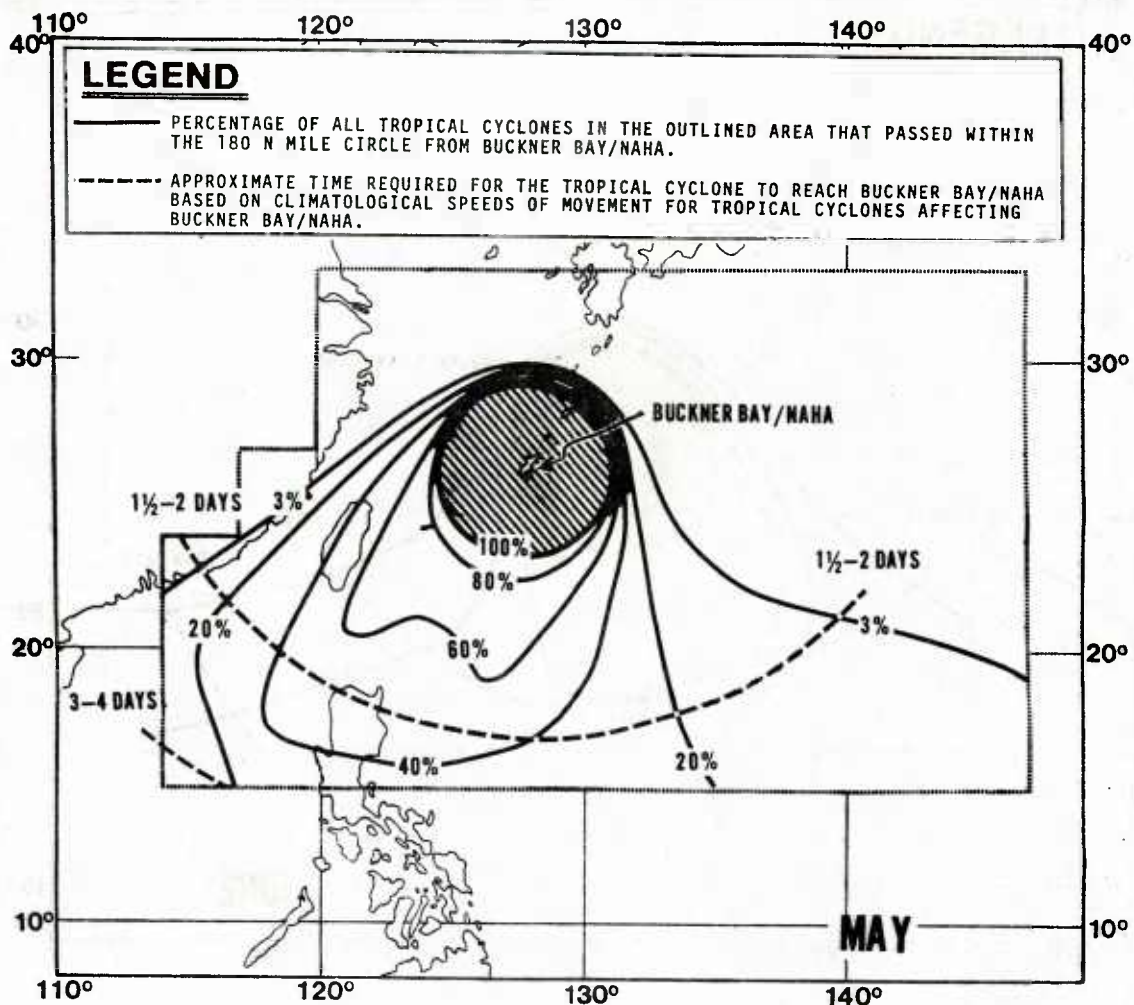 110° 120° 130° 140°
40° 40°
LEGEND
PERCENTAGE OF ALL TROPICAL CYCLONES IN THE OUTLINED AREA THAT PASSED WITHIN
THE 180 N MILE CIRCLE FROM BUCKNER BAY/NAHA.
APPROXIMATE TIME REQUIRED FOR THE TROPICAL CYCLONE TO REACH BUCKNER BAY/NAHA
BASED ON CLIMATOLOGICAL SPEEDS OF MOVEMENT FOR TROPICAL CYCLONES AFFECTING
BUCKNER BAY/NAHA.
30° 30°
BUCKNER BAY/NAHA
1½-2 DAYS 3%
100%
80%
1½-2 DAYS
20% 3%
60%
20° 20°
3-4 DAYS
40% 20%
10° MAY 10°
110° 120° 130° 140°